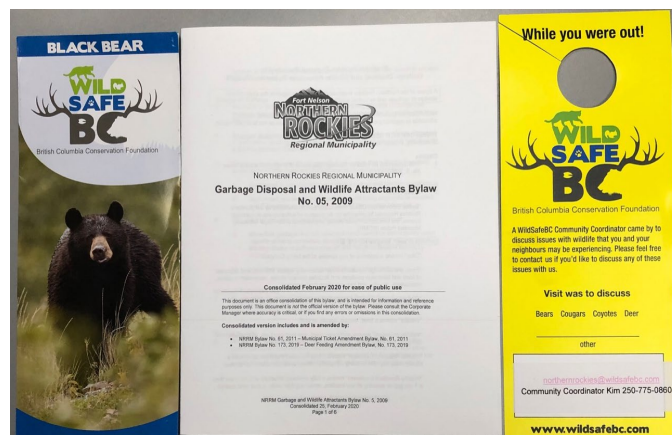 BLACK BEAR
WILD
SAFE
BC
British Columbia Conservation Foundation
Fort Nelson
NORTHERN
ROCKIES
Regional Municipality
NORTHERN ROCKIES REGIONAL MUNICIPALITY
Garbage Disposal and Wildlife Attractants Bylaw
No. 05, 2009
Consolidated February 2020 for ease of public use
This document is an office consolidation of this bylaw, and is intended for information and reference
purposes only. This document is not the official version of the bylaw. Please consult the Corporate
Manager where accuracy is critical, or if you find any errors or omissions in this consolidation.
Consolidated version includes and is amended by:
• NRRM Bylaw No. 61, 2011 – Municipal Ticket Amendment Bylaw, No. 61, 2011
• NRRM Bylaw No. 173, 2019 – Deer Feeding Amendment Bylaw, No. 173, 2019
NRRM Garbage and Wildlife Attractants Bylaw No. 5, 2009
Consolidated 25, February 2020
Page 1 of 8
While you were out!
WILD
SAFE
BC
British Columbia Conservation Foundation
A WildSafeBC Community Coordinator came by to
discuss issues with wildlife that you and your
neighbours may be experiencing. Please feel free
to contact us if you'd like to discuss any of these
issues with us.
Visit was to discuss
Bears Cougars Coyotes Deer
other
northernrockies@wildsafebc.com
Community Coordinator Kim 250-775-0860
www.wildsafebc.com